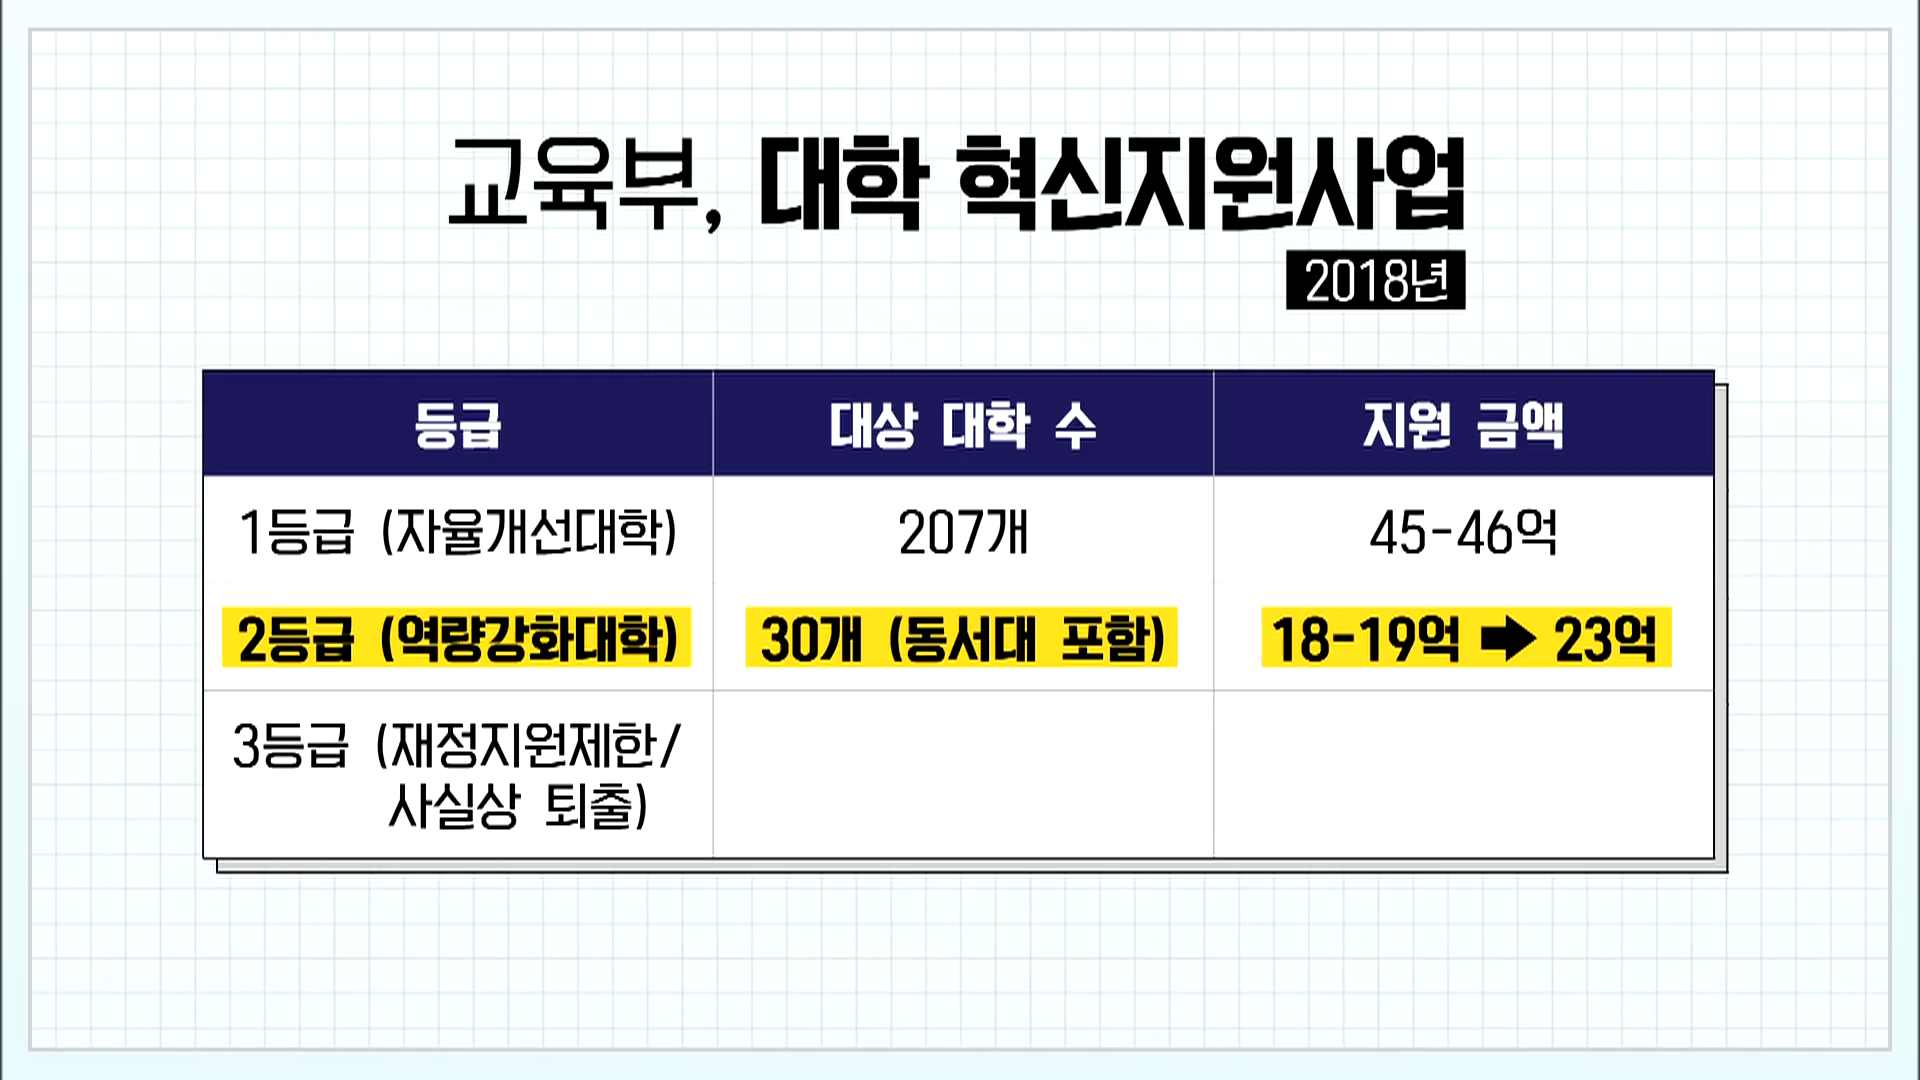 교육부, 대학 혁신지원사업
2018년
등급 대상 대학 수 지원 금액
1등급 (자율개선대학) 207개 45-46억
2등급 (역량강화대학) 30개 (동서대 포함) 18-19억 ➡ 23억
3등급 (재정지원제한/
사실상 퇴출)